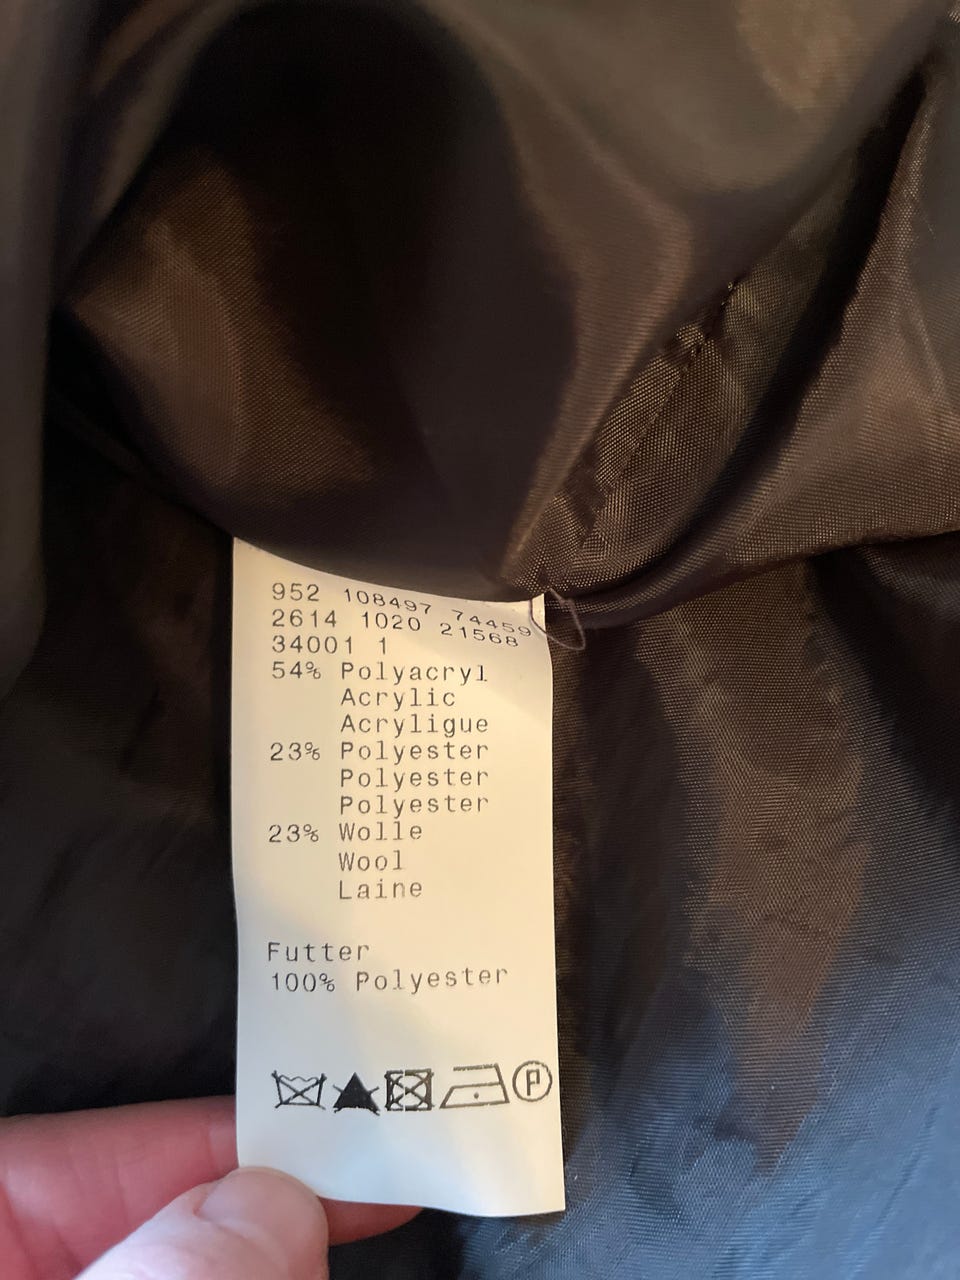 952 108497 74459
2614 1020 21568
34001 1
54% Polyacryl
Acrylic
Acryligue
23% Polyester
Polyester
Polyester
23% Wolle
Wool
Laine
Futter
100% Polyester
P